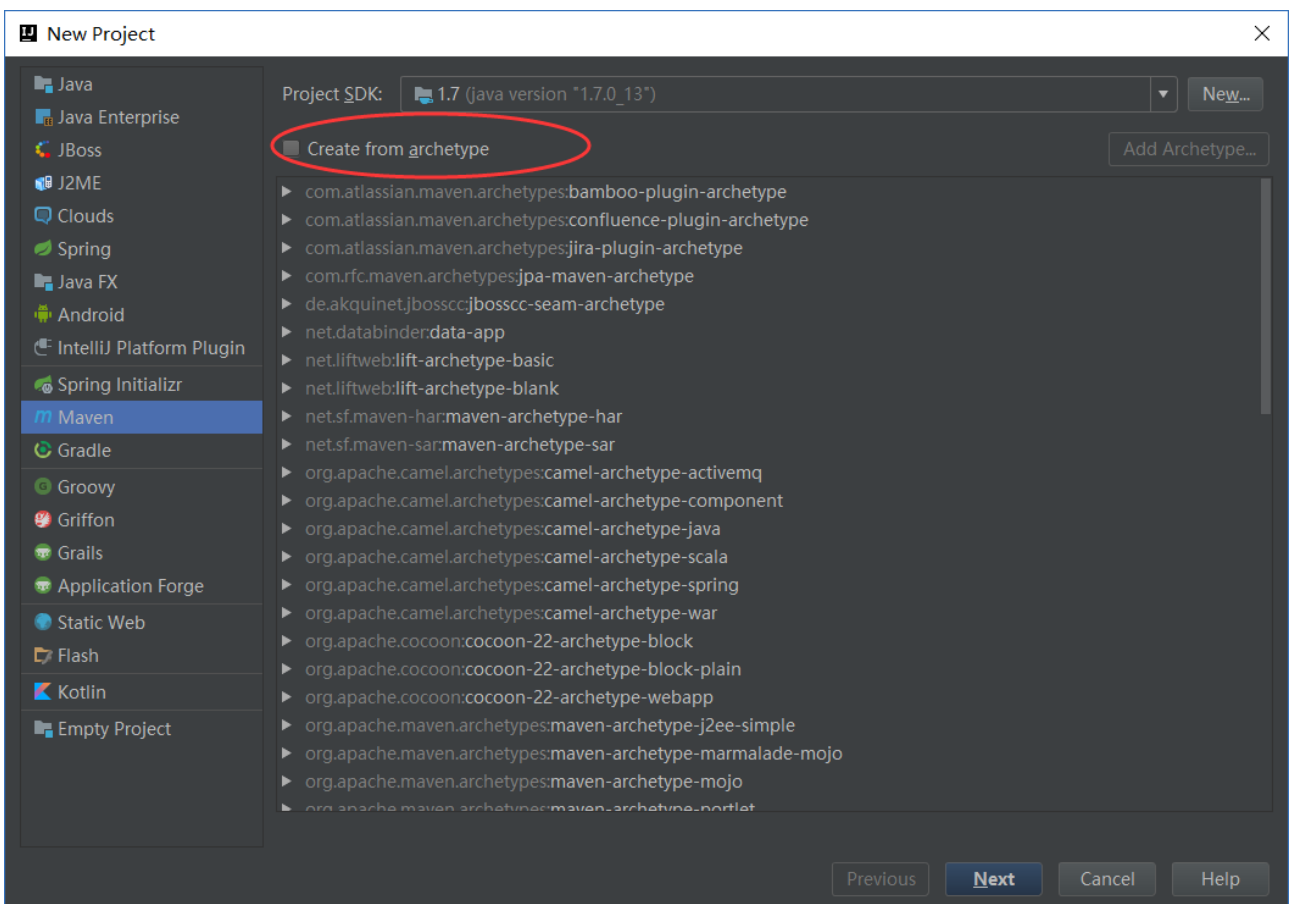 New Project
Java
Java Enterprise
JBoss
J2ME
Clouds
Spring
Java FX
Android
IntelliJ Platform Plugin
Spring Initializr
Maven
Gradle
Groovy
Griffon
Grails
Application Forge
Static Web
Flash
Kotlin
Empty Project
Project SDK: 1.7 (java version "1.7.0_13") New...
Create from archetype Add Archetype...
com.atlassian.maven.archetypes:bamboo-plugin-archetype
com.atlassian.maven.archetypes:confluence-plugin-archetype
com.atlassian.maven.archetypes:jira-plugin-archetype
com.rfc.maven.archetypes:jpa-maven-archetype
de.akquinet.jbosscc:jbosscc-seam-archetype
net.databinder:data-app
net.liftweb:lift-archetype-basic
net.liftweb:lift-archetype-blank
net.sf.maven-har:maven-archetype-har
net.sf.maven-sar:maven-archetype-sar
org.apache.camel.archetypes:camel-archetype-activemq
org.apache.camel.archetypes:camel-archetype-component
org.apache.camel.archetypes:camel-archetype-java
org.apache.camel.archetypes:camel-archetype-scala
org.apache.camel.archetypes:camel-archetype-spring
org.apache.camel.archetypes:camel-archetype-war
org.apache.cocoon:cocoon-22-archetype-block
org.apache.cocoon:cocoon-22-archetype-block-plain
org.apache.cocoon:cocoon-22-archetype-webapp
org.apache.maven.archetypes:maven-archetype-j2ee-simple
org.apache.maven.archetypes:maven-archetype-marmalade-mojo
org.apache.maven.archetypes:maven-archetype-mojo
org.apache.maven.archetypes:maven-archetype-portlet
Previous Next Cancel Help